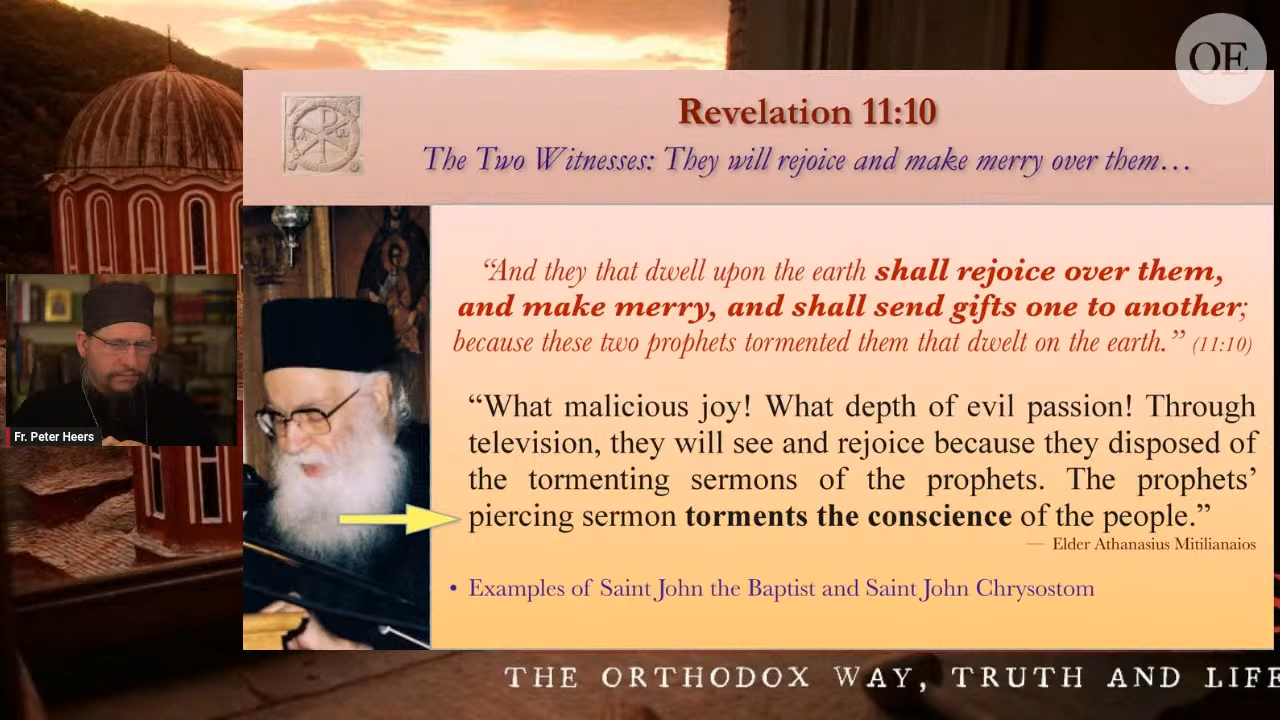 OE
Revelation 11:10
The Two Witnesses: They will rejoice and make merry over them…
“And they that dwell upon the earth shall rejoice over them,
and make merry, and shall send gifts one to another;
because these two prophets tormented them that dwelt on the earth.” (11:10)
“What malicious joy! What depth of evil passion! Through
television, they will see and rejoice because they disposed of
the tormenting sermons of the prophets. The prophets’
piercing sermon torments the conscience of the people.”
— Elder Athanasius Mitilianaios
• Examples of Saint John the Baptist and Saint John Chrysostom
Fr. Peter Heers
THE ORTHODOX WAY, TRUTH AND LIFE